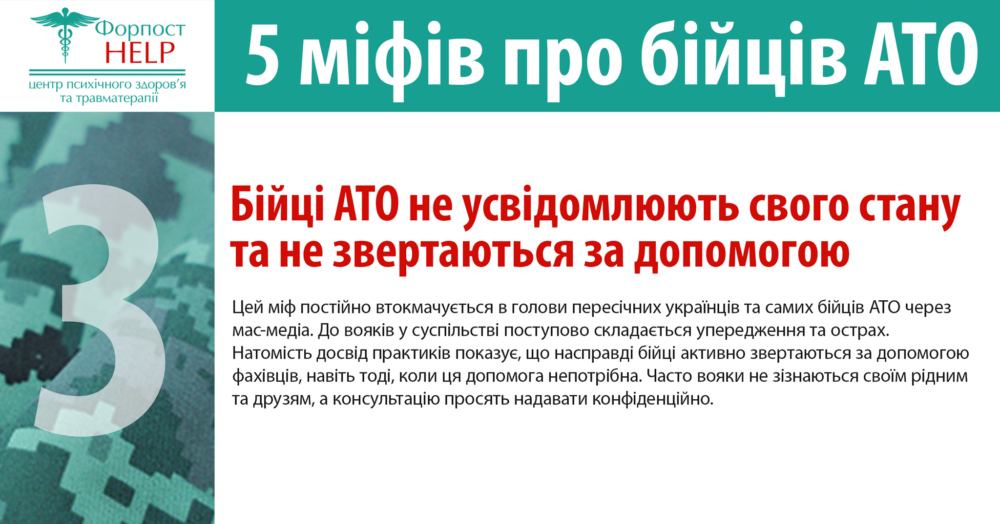 Форпост
HELP
центр психічного здоров’я
та травматерапії
5 міфів про бійців АТО
3
Бійці АТО не усвідомлюють свого стану
та не звертаються за допомогою
Цей міф постійно втокмачується в голови пересічних українців та самих бійців АТО через
мас-медіа. До вояків у суспільстві поступово складається упередження та острах.
Натомість досвід практиків показує, що насправді бійці активно звертаються за допомогою
фахівців, навіть тоді, коли ця допомога непотрібна. Часто вояки не зізнаються своїм рідним
та друзям, а консультацію просять надавати конфіденційно.